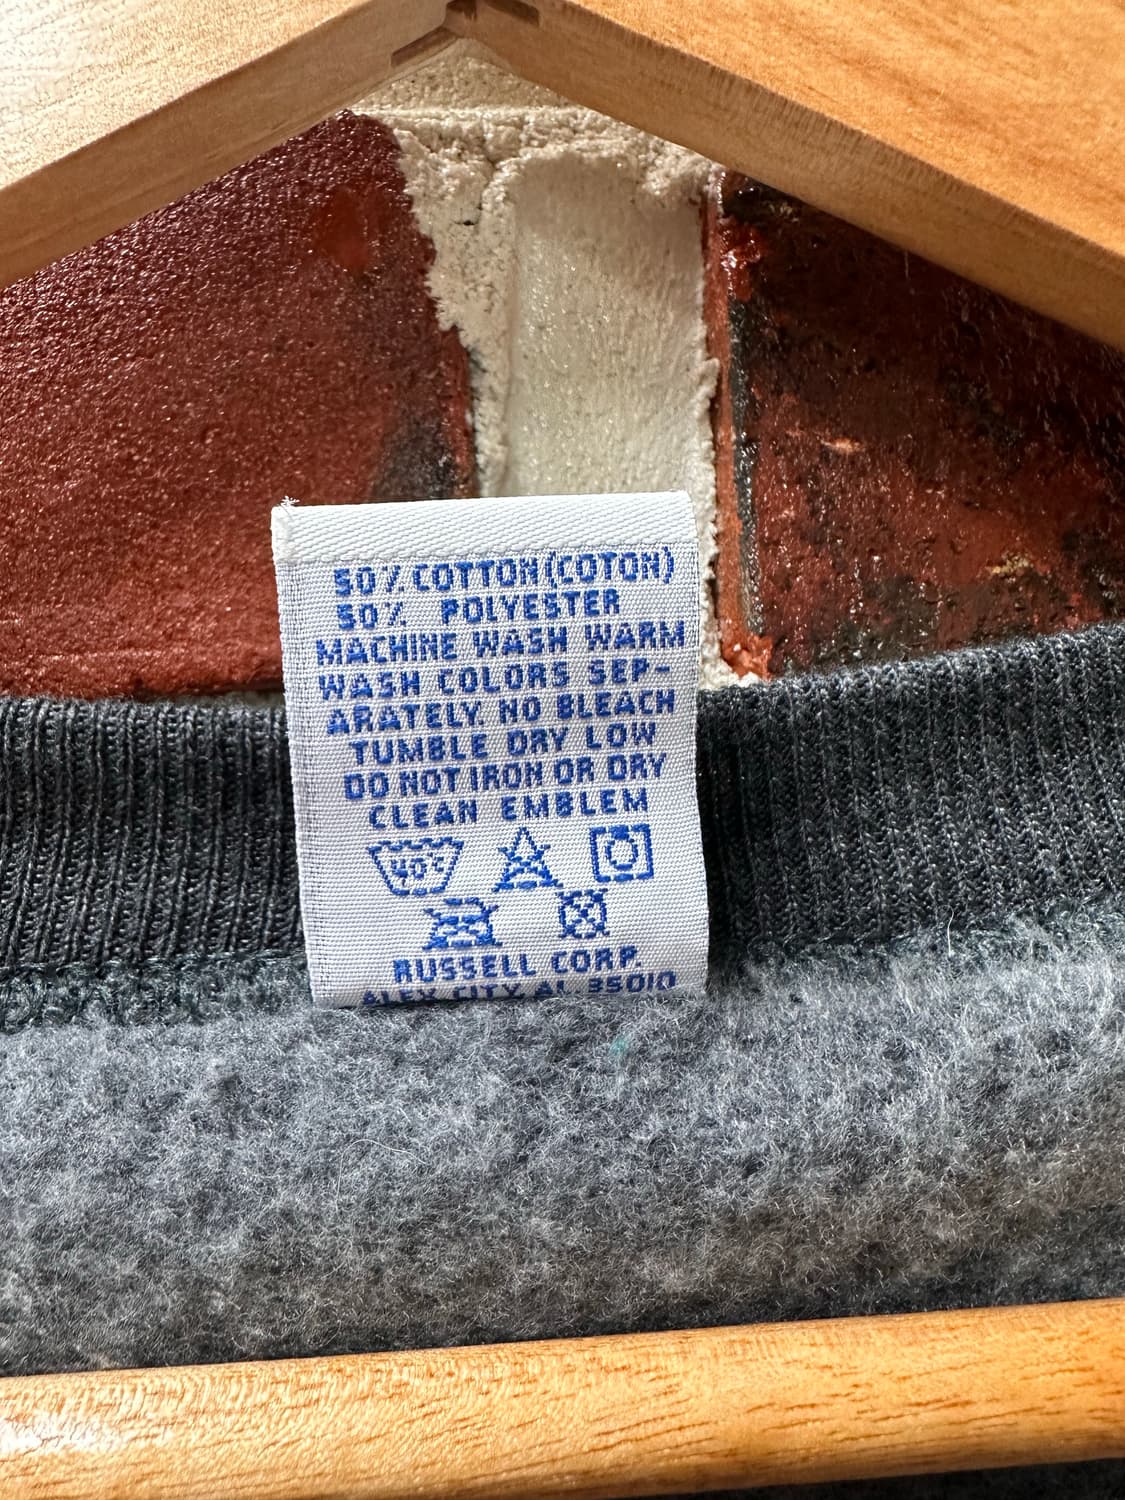 50% COTTON (COTON)
50% POLYESTER
MACHINE WASH WARM
WASH COLORS SEP-
ARATELY. NO BLEACH
TUMBLE DRY LOW
DO NOT IRON OR DRY
CLEAN EMBLEM
40°C
RUSSELL CORP.
ALEX CITY, AL 35010